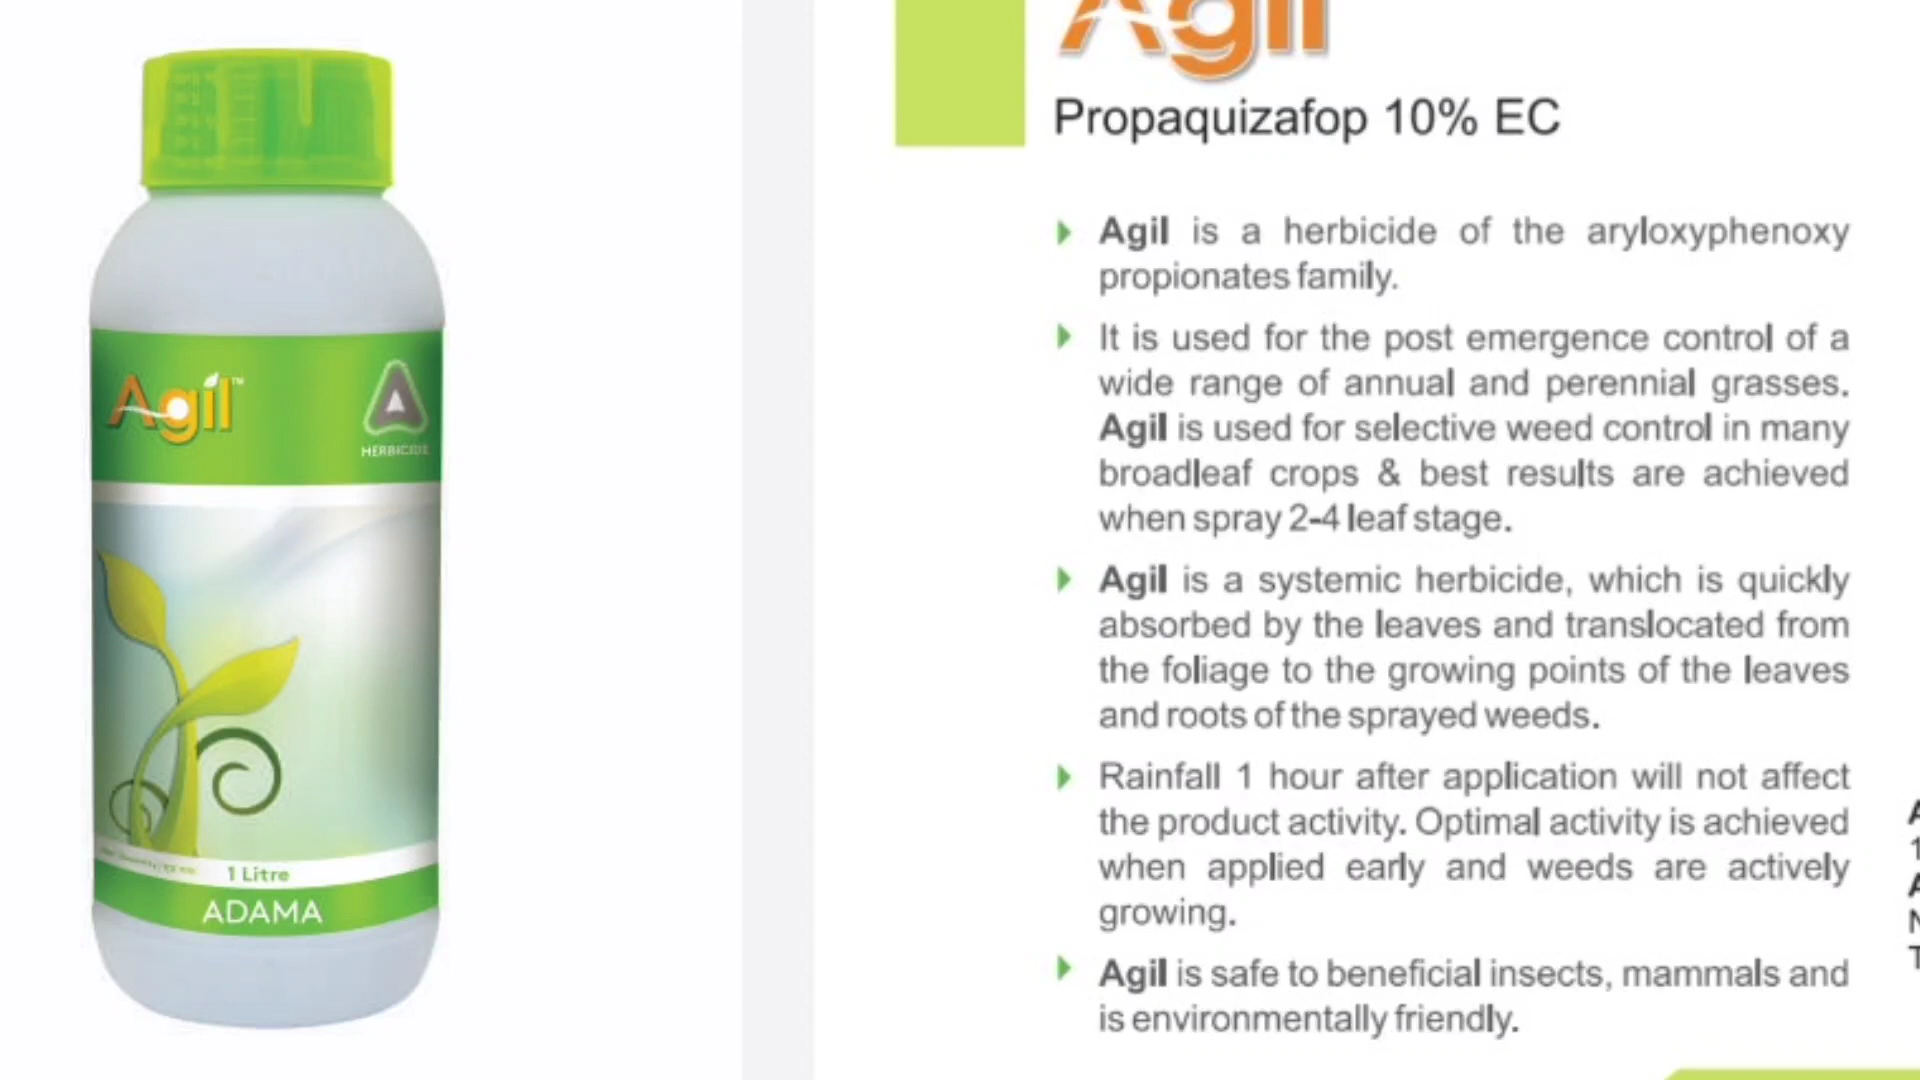 Agil™
HERBICIDE
1 Litre
ADAMA
Agil
Propaquizafop 10% EC
Agil is a herbicide of the aryloxyphenoxy
propionates family.
It is used for the post emergence control of a
wide range of annual and perennial grasses.
Agil is used for selective weed control in many
broadleaf crops & best results are achieved
when spray 2-4 leaf stage.
Agil is a systemic herbicide, which is quickly
absorbed by the leaves and translocated from
the foliage to the growing points of the leaves
and roots of the sprayed weeds.
Rainfall 1 hour after application will not affect
the product activity. Optimal activity is achieved
when applied early and weeds are actively
growing.
Agil is safe to beneficial insects, mammals and
is environmentally friendly.